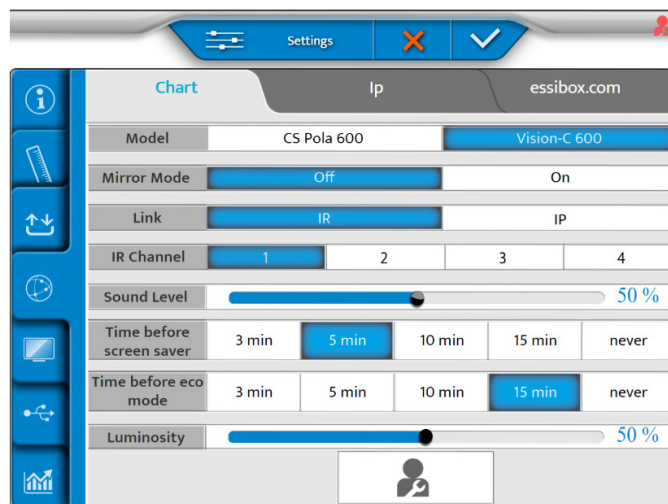 Settings
Chart Ip essibox.com
Model CS Pola 600 Vision-C 600
Mirror Mode Off On
Link IR IP
IR Channel 1 2 3 4
Sound Level 50 %
Time before
screen saver 3 min 5 min 10 min 15 min never
Time before eco
mode 3 min 5 min 10 min 15 min never
Luminosity 50 %